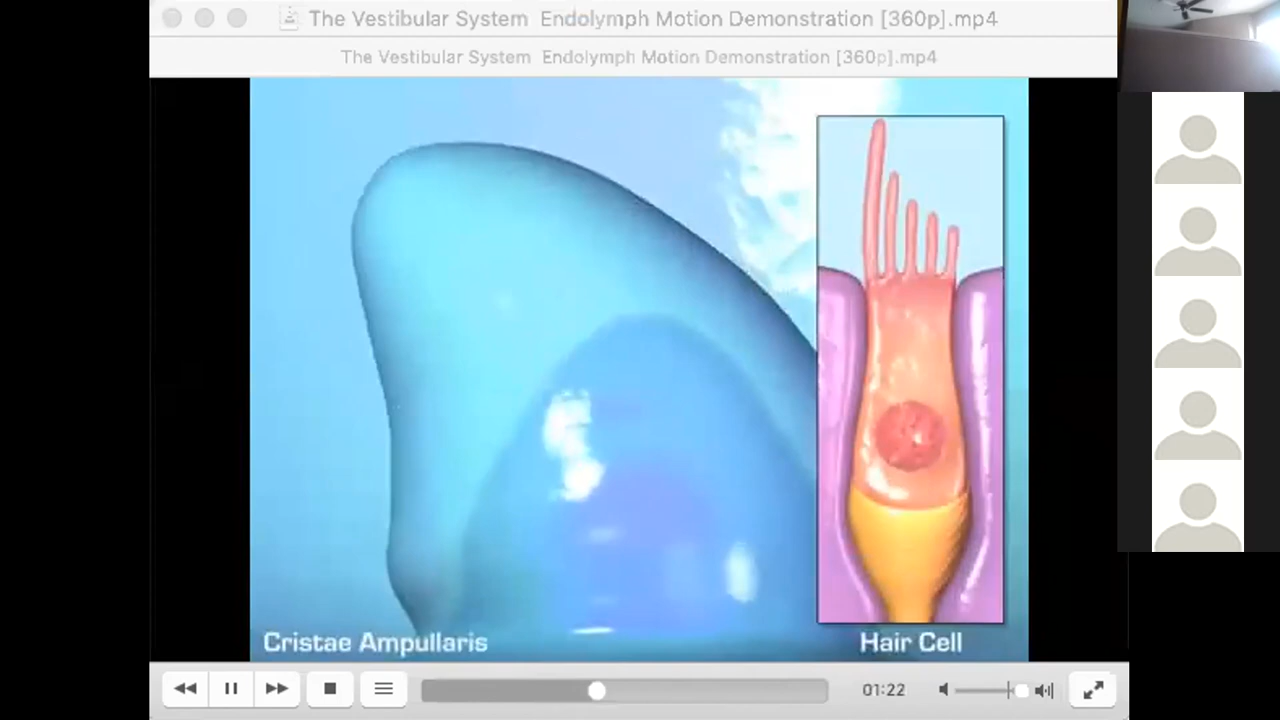 The Vestibular System  Endolymph Motion Demonstration [360p].mp4
The Vestibular System  Endolymph Motion Demonstration [360p].mp4
Cristae Ampullaris
Hair Cell
01:22